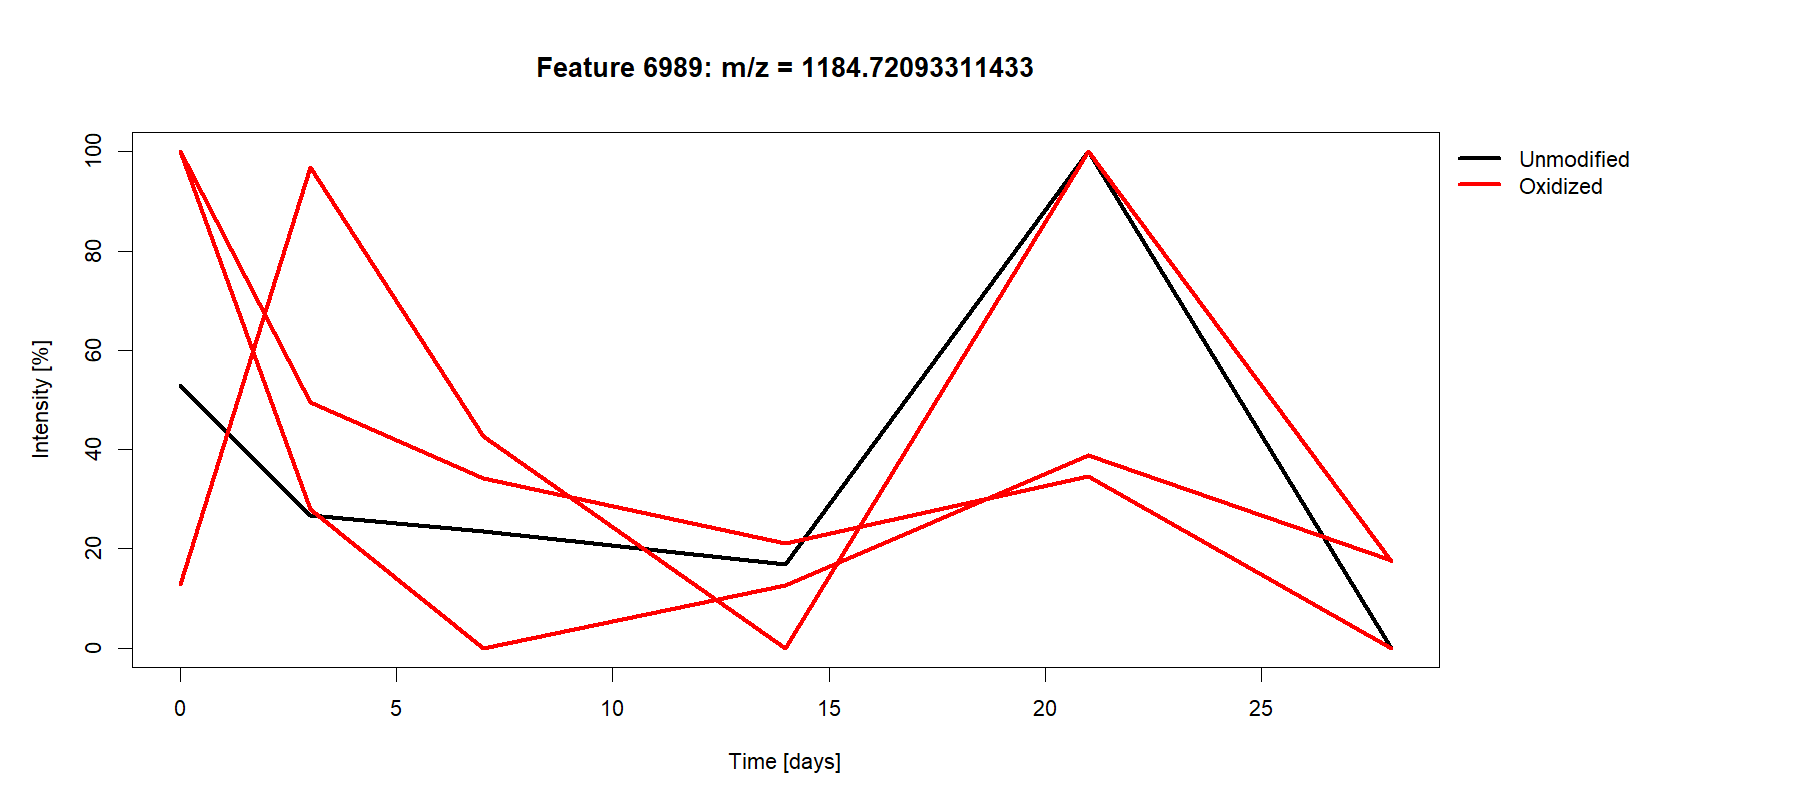 Feature 6989: m/z = 1184.72093311433
Unmodified
Oxidized
Intensity [%]
100
80
60
40
20
0
0 5 10 15 20 25
Time [days]